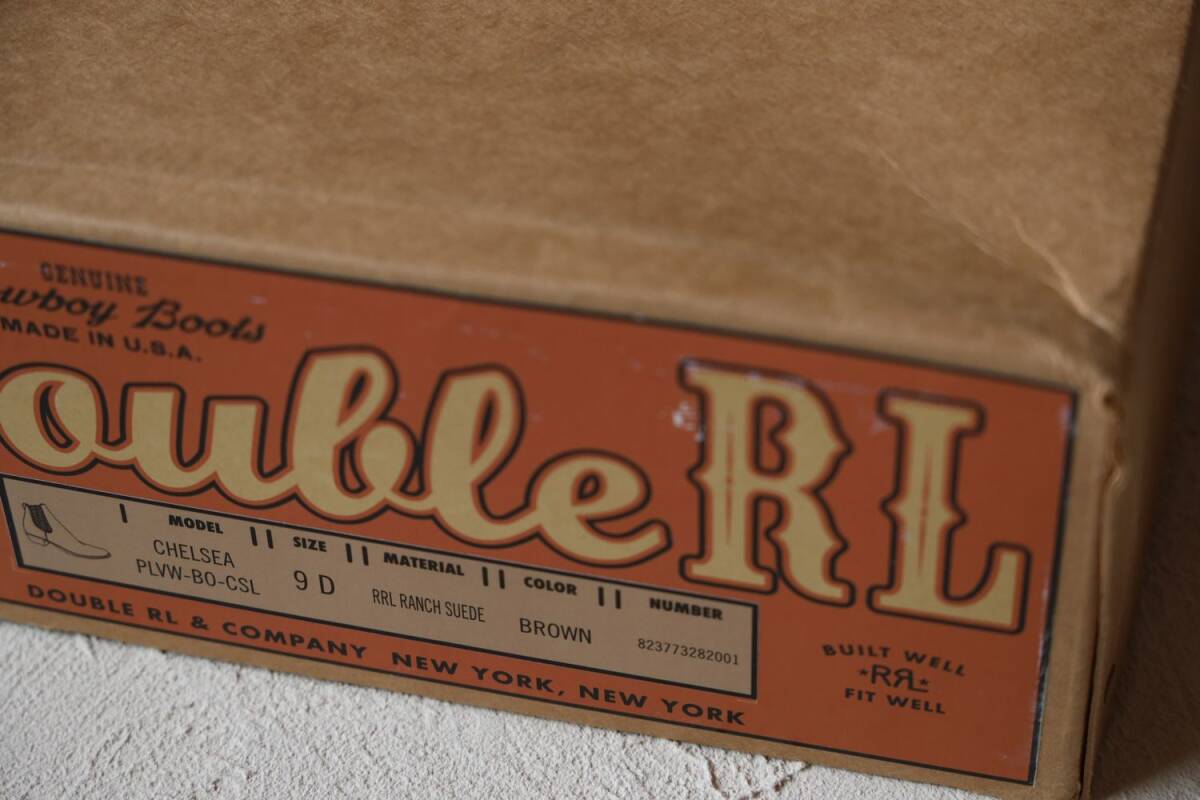 GENUINE
wboy Boots
MADE IN U.S.A.
ouble RL
MODEL SIZE MATERIAL COLOR NUMBER
CHELSEA
PLVW-BO-CSL 9 D RRL RANCH SUEDE BROWN 823773282001
DOUBLE RL & COMPANY NEW YORK, NEW YORK
BUILT WELL
RRL
FIT WELL